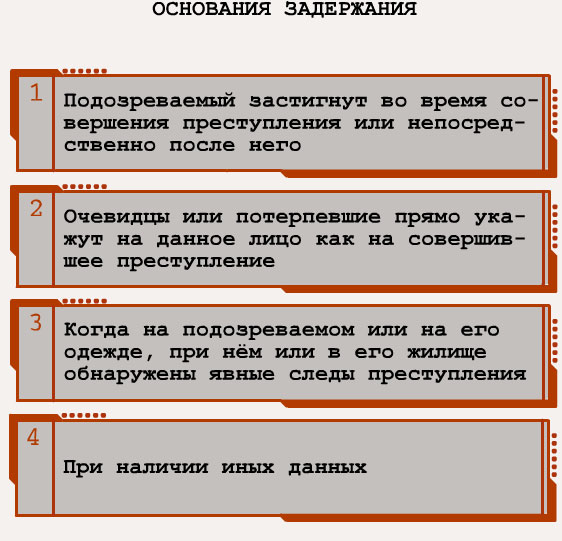 ОСНОВАНИЯ ЗАДЕРЖАНИЯ
1
Подозреваемый застигнут во время со-
вершения преступления или непосред-
ственно после него
2
Очевидцы или потерпевшие прямо ука-
жут на данное лицо как на совершив-
шее преступление
3
Когда на подозреваемом или на его
одежде, при нём или в его жилище
обнаружены явные следы преступления
4
При наличии иных данных